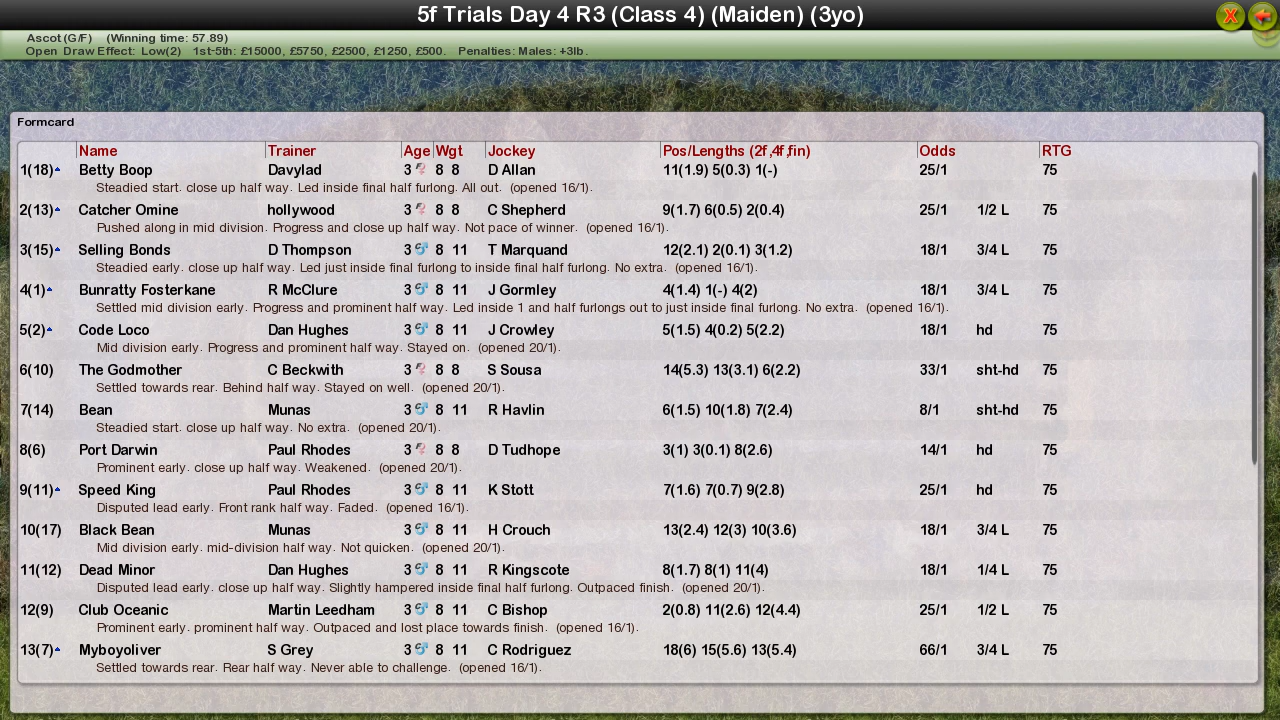 5f Trials Day 4 R3 (Class 4) (Maiden) (3yo)
Ascot (G/F) (Winning time: 57.89)
Open Draw Effect: Low(2) 1st-5th: £15000, £5750, £2500, £1250, £500. Penalties: Males: +3lb.
Formcard
Name Trainer Age Wgt Jockey Pos/Lengths (2f,4f,fin) Odds RTG
1(18) Betty Boop Davylad 3 8 8 D Allan 11(1.9) 5(0.3) 1(-) 25/1 75
Steadied start. close up half way. Led inside final half furlong. All out. (opened 16/1).
2(13) Catcher Omine hollywood 3 8 8 C Shepherd 9(1.7) 6(0.5) 2(0.4) 25/1 1/2 L 75
Pushed along in mid division. Progress and close up half way. Not pace of winner. (opened 16/1).
3(15) Selling Bonds D Thompson 3 8 11 T Marquand 12(2.1) 2(0.1) 3(1.2) 18/1 3/4 L 75
Steadied early. close up half way. Led just inside final furlong to inside final half furlong. No extra. (opened 16/1).
4(1) Bunratty Fosterkane R McClure 3 8 11 J Gormley 4(1.4) 1(-) 4(2) 18/1 3/4 L 75
Settled mid division early. Progress and prominent half way. Led inside 1 and half furlongs out to just inside final furlong. No extra. (opened 16/1).
5(2) Code Loco Dan Hughes 3 8 11 J Crowley 5(1.5) 4(0.2) 5(2.2) 18/1 hd 75
Mid division early. Progress and prominent half way. Stayed on. (opened 20/1).
6(10) The Godmother C Beckwith 3 8 8 S Sousa 14(5.3) 13(3.1) 6(2.2) 33/1 sht-hd 75
Settled towards rear. Behind half way. Stayed on well. (opened 20/1).
7(14) Bean Munas 3 8 11 R Havlin 6(1.5) 10(1.8) 7(2.4) 8/1 sht-hd 75
Steadied start. close up half way. No extra. (opened 20/1).
8(6) Port Darwin Paul Rhodes 3 8 8 D Tudhope 3(1) 3(0.1) 8(2.6) 14/1 hd 75
Prominent early. close up half way. Weakened. (opened 20/1).
9(11) Speed King Paul Rhodes 3 8 11 K Stott 7(1.6) 7(0.7) 9(2.8) 25/1 hd 75
Disputed lead early. Front rank half way. Faded. (opened 16/1).
10(17) Black Bean Munas 3 8 11 H Crouch 13(2.4) 12(3) 10(3.6) 18/1 3/4 L 75
Mid division early. mid-division half way. Not quicken. (opened 20/1).
11(12) Dead Minor Dan Hughes 3 8 11 R Kingscote 8(1.7) 8(1) 11(4) 18/1 1/4 L 75
Disputed lead early. close up half way. Slightly hampered inside final half furlong. Outpaced finish. (opened 20/1).
12(9) Club Oceanic Martin Leedham 3 8 11 C Bishop 2(0.8) 11(2.6) 12(4.4) 25/1 1/2 L 75
Prominent early. prominent half way. Outpaced and lost place towards finish. (opened 16/1).
13(7) Myboyoliver S Grey 3 8 11 C Rodriguez 18(6) 15(5.6) 13(5.4) 66/1 3/4 L 75
Settled towards rear. Rear half way. Never able to challenge. (opened 16/1).